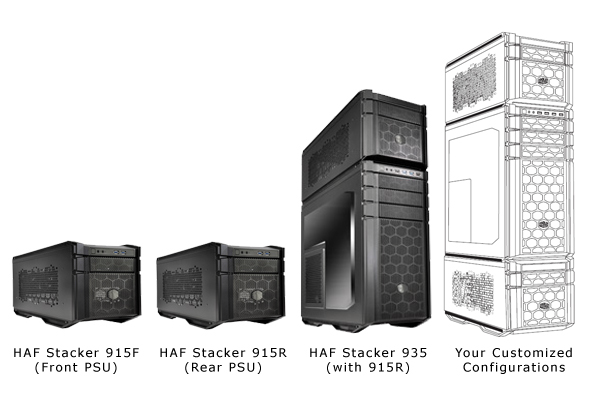 HAF Stacker 915F
(Front PSU)
HAF Stacker 915R
(Rear PSU)
HAF Stacker 935
(with 915R)
Your Customized
Configurations